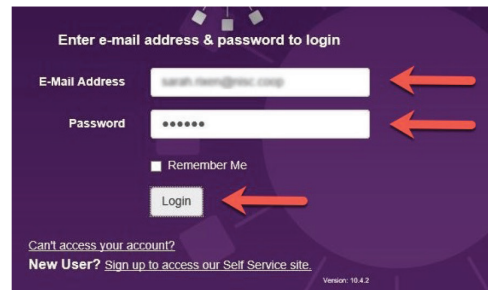 Enter e-mail address & password to login
E-Mail Address
Password
Remember Me
Login
Can't access your account?
New User? Sign up to access our Self Service site.
Version: 10.4.2